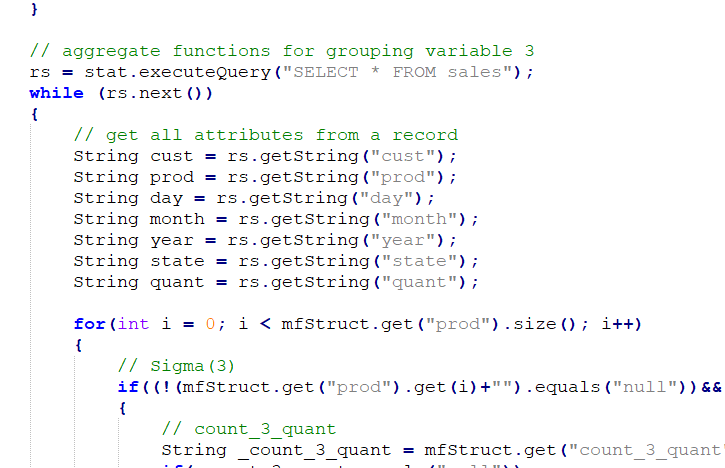 }
// aggregate functions for grouping variable 3
rs = stat.executeQuery("SELECT * FROM sales");
while (rs.next())
{
// get all attributes from a record
String cust = rs.getString("cust");
String prod = rs.getString("prod");
String day = rs.getString("day");
String month = rs.getString("month");
String year = rs.getString("year");
String state = rs.getString("state");
String quant = rs.getString("quant");
for(int i = 0; i < mfStruct.get("prod").size(); i++)
{
// Sigma(3)
if((!(mfStruct.get("prod").get(i)+"").equals("null"))&&
{
// count_3_quant
String _count_3_quant = mfStruct.get("count_3_quant"